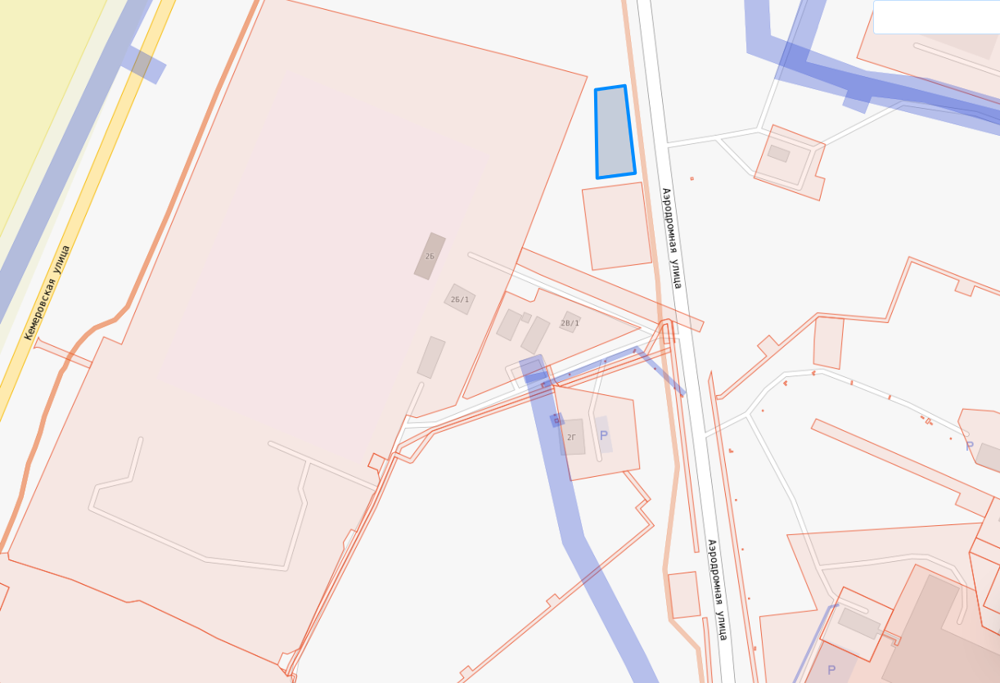 Кемеровская улица
Аэродромная улица
2Б
2Б/1
2В/1
2Г
P
P
Аэродромная улица
P